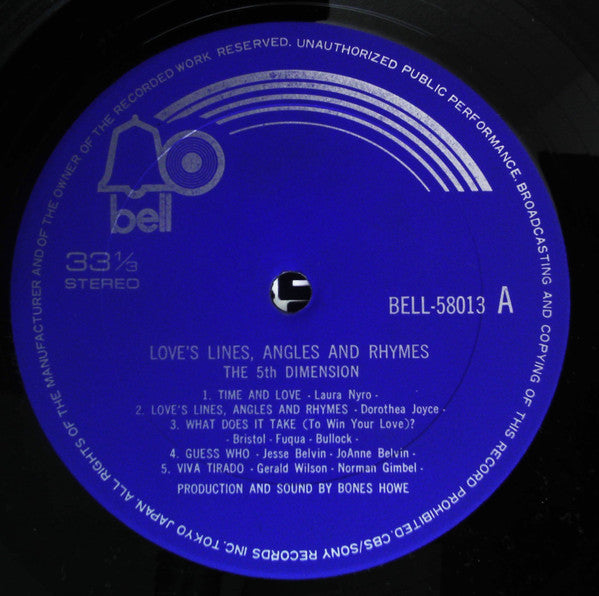 ALL RIGHTS OF THE MANUFACTURER AND OF THE OWNER OF THE RECORDED WORK RESERVED. UNAUTHORIZED PUBLIC PERFORMANCE, BROADCASTING AND COPYING OF THIS RECORD PROHIBITED. CBS/SONY RECORDS INC. TOKYO JAPAN.
bell
33 1/3
STEREO
BELL-58013 A
LOVE'S LINES, ANGLES AND RHYMES
THE 5th DIMENSION
1. TIME AND LOVE - Laura Nyro -
2. LOVE'S LINES, ANGLES AND RHYMES - Dorothea Joyce -
3. WHAT DOES IT TAKE (To Win Your Love)?
- Bristol - Fuqua - Bullock -
4. GUESS WHO - Jesse Belvin - JoAnne Belvin -
5. VIVA TIRADO - Gerald Wilson - Norman Gimbel -
PRODUCTION AND SOUND BY BONES HOWE